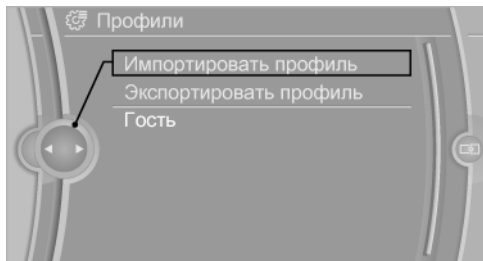 Профили
Импортировать профиль
Экспортировать профиль
Гость